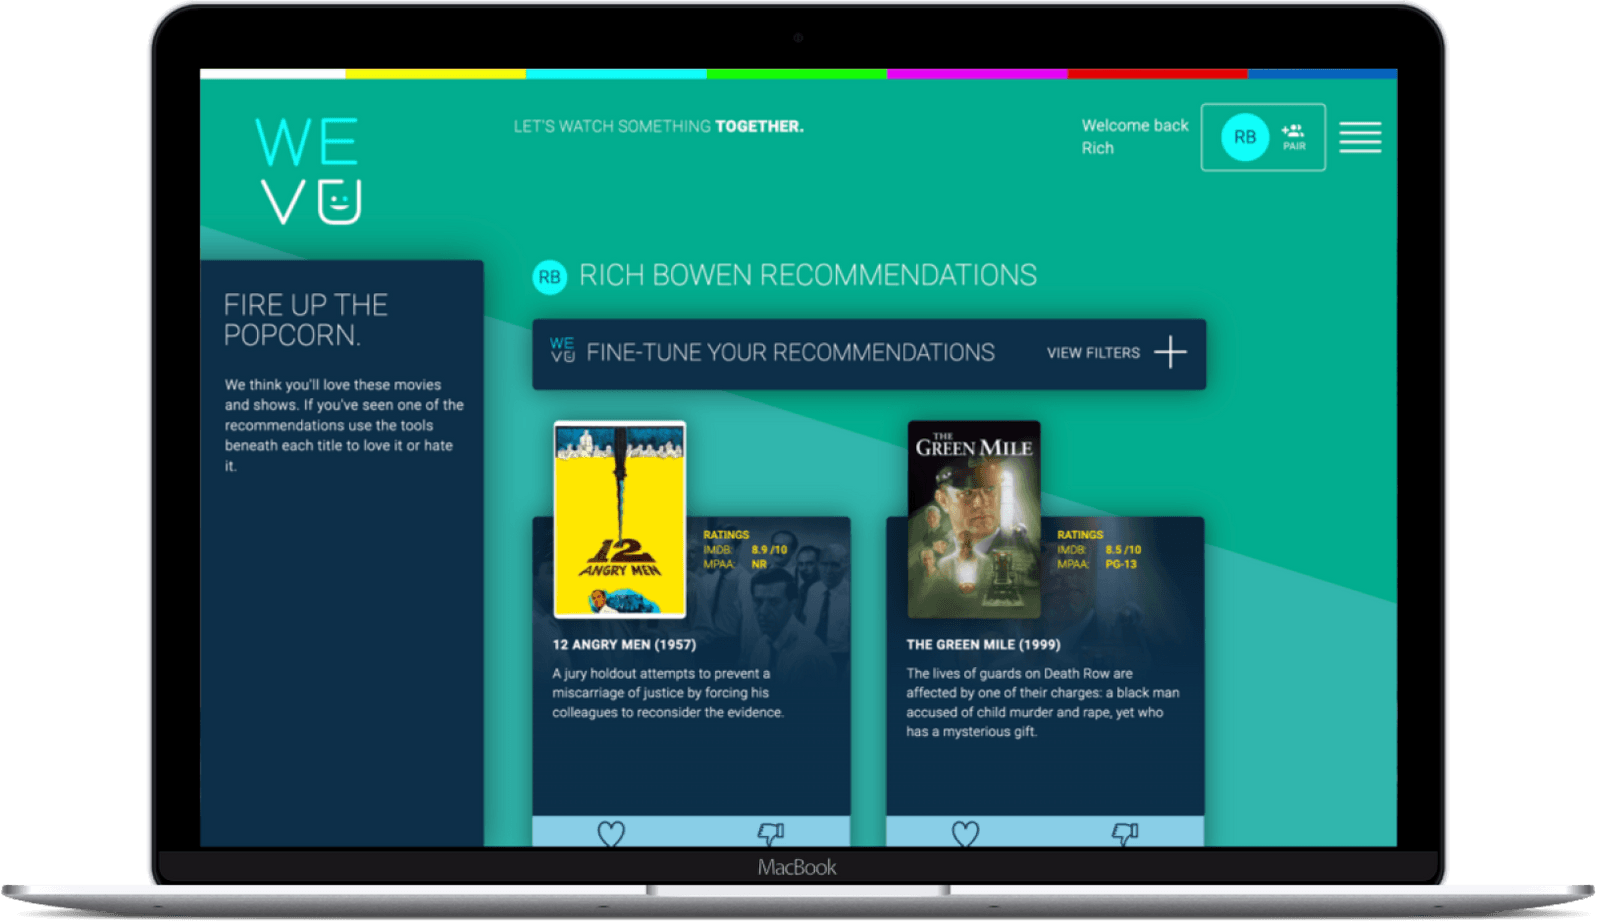 WE
VU
LET'S WATCH SOMETHING TOGETHER.
Welcome back
Rich
RB
PAIR
FIRE UP THE
POPCORN.
We think you'll love these movies
and shows. If you've seen one of the
recommendations use the tools
beneath each title to love it or hate
it.
RB RICH BOWEN RECOMMENDATIONS
WE
VU
FINE-TUNE YOUR RECOMMENDATIONS
VIEW FILTERS
12
ANGRY MEN
RATINGS
IMDB: 8.9 /10
MPAA: NR
12 ANGRY MEN (1957)
A jury holdout attempts to prevent a
miscarriage of justice by forcing his
colleagues to reconsider the evidence.
THE
GREEN MILE
RATINGS
IMDB: 8.5 /10
MPAA: PG-13
THE GREEN MILE (1999)
The lives of guards on Death Row are
affected by one of their charges: a black man
accused of child murder and rape, yet who
has a mysterious gift.
MacBook